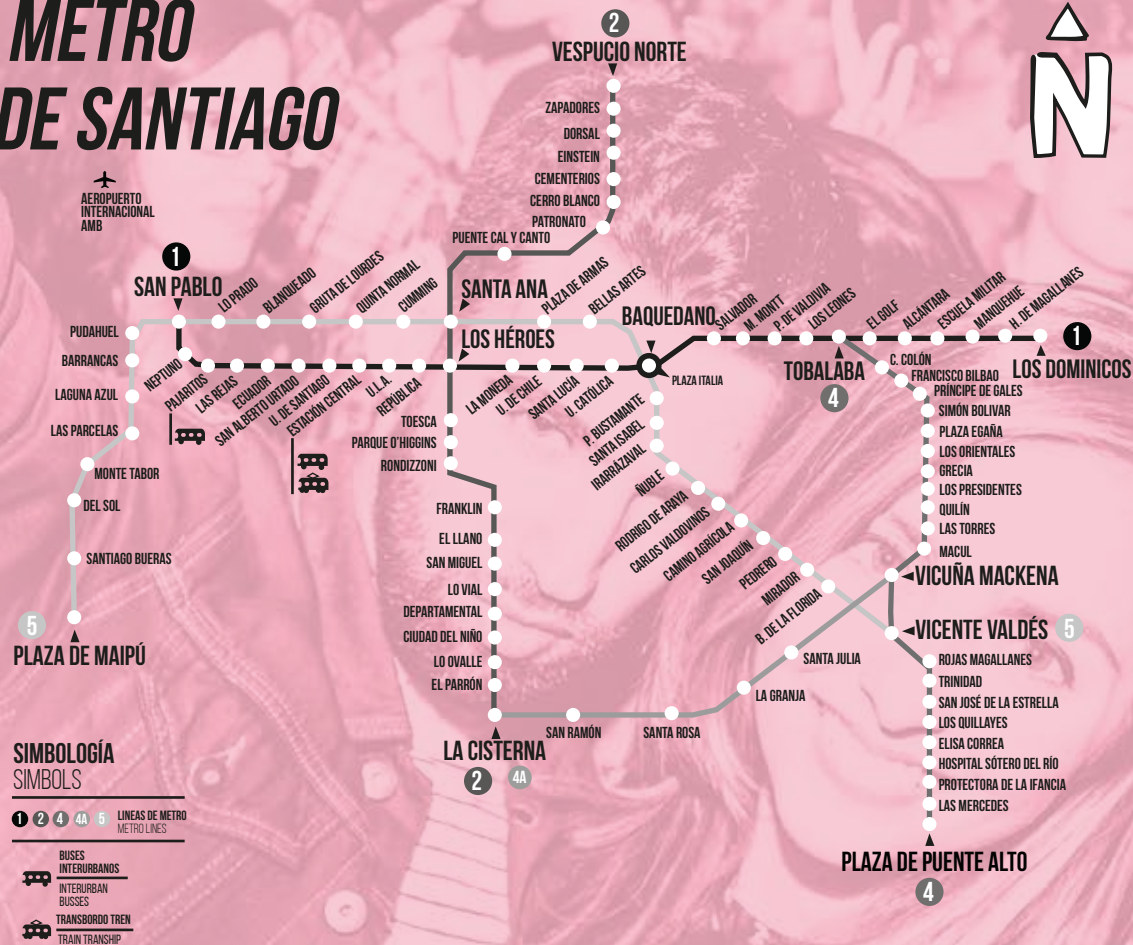 METRO
DE SANTIAGO
N
AEROPUERTO
INTERNACIONAL
AMB
2
VESPUCIO NORTE
ZAPADORES
DORSAL
EINSTEIN
CEMENTERIOS
CERRO BLANCO
PATRONATO
PUENTE CAL Y CANTO
1
SAN PABLO
LO PRADO
BLANQUEADO
GRUTA DE LOURDES
QUINTA NORMAL
CUMMING
SANTA ANA
PLAZA DE ARMAS
BELLAS ARTES
BAQUEDANO
PLAZA ITALIA
SALVADOR
M. MONTT
P. DE VALDIVIA
LOS LEONES
TOBALABA
4
EL GOLF
ALCÁNTARA
ESCUELA MILITAR
MANQUEHUE
H. DE MAGALLANES
1
LOS DOMINICOS
PUDAHUEL
BARRANCAS
LAGUNA AZUL
LAS PARCELAS
MONTE TABOR
DEL SOL
SANTIAGO BUERAS
5
PLAZA DE MAIPÚ
NEPTUNO
PAJARITOS
LAS REJAS
ECUADOR
SAN ALBERTO URTADO
U. DE SANTIAGO
ESTACIÓN CENTRAL
U.L.A.
REPÚBLICA
LOS HÉROES
LA MONEDA
U. DE CHILE
SANTA LUCÍA
U. CATÓLICA
TOESCA
PARQUE O'HIGGINS
RONDIZZONI
FRANKLIN
EL LLANO
SAN MIGUEL
LO VIAL
DEPARTAMENTAL
CIUDAD DEL NIÑO
LO OVALLE
EL PARRÓN
LA CISTERNA
2
4A
SAN RAMÓN
SANTA ROSA
LA GRANJA
SANTA JULIA
P. BUSTAMANTE
SANTA ISABEL
IRARRÁZAVAL
ÑUBLE
RODRIGO DE ARAYA
CARLOS VALDOVINOS
CAMINO AGRÍCOLA
SAN JOAQUÍN
PEDRERO
MIRADOR
B. DE LA FLORIDA
C. COLÓN
FRANCISCO BILBAO
PRÍNCIPE DE GALES
SIMÓN BOLIVAR
PLAZA EGAÑA
LOS ORIENTALES
GRECIA
LOS PRESIDENTES
QUILÍN
LAS TORRES
MACUL
VICUÑA MACKENA
VICENTE VALDÉS 5
ROJAS MAGALLANES
TRINIDAD
SAN JOSÉ DE LA ESTRELLA
LOS QUILLAYES
ELISA CORREA
HOSPITAL SÓTERO DEL RÍO
PROTECTORA DE LA IFANCIA
LAS MERCEDES
PLAZA DE PUENTE ALTO
4
SIMBOLOGÍA
SIMBOLS
1 2 4 4A 5 LINEAS DE METRO
METRO LINES
BUSES
INTERURBANOS
INTERURBAN
BUSSES
TRANSBORDO TREN
TRAIN TRANSHIP